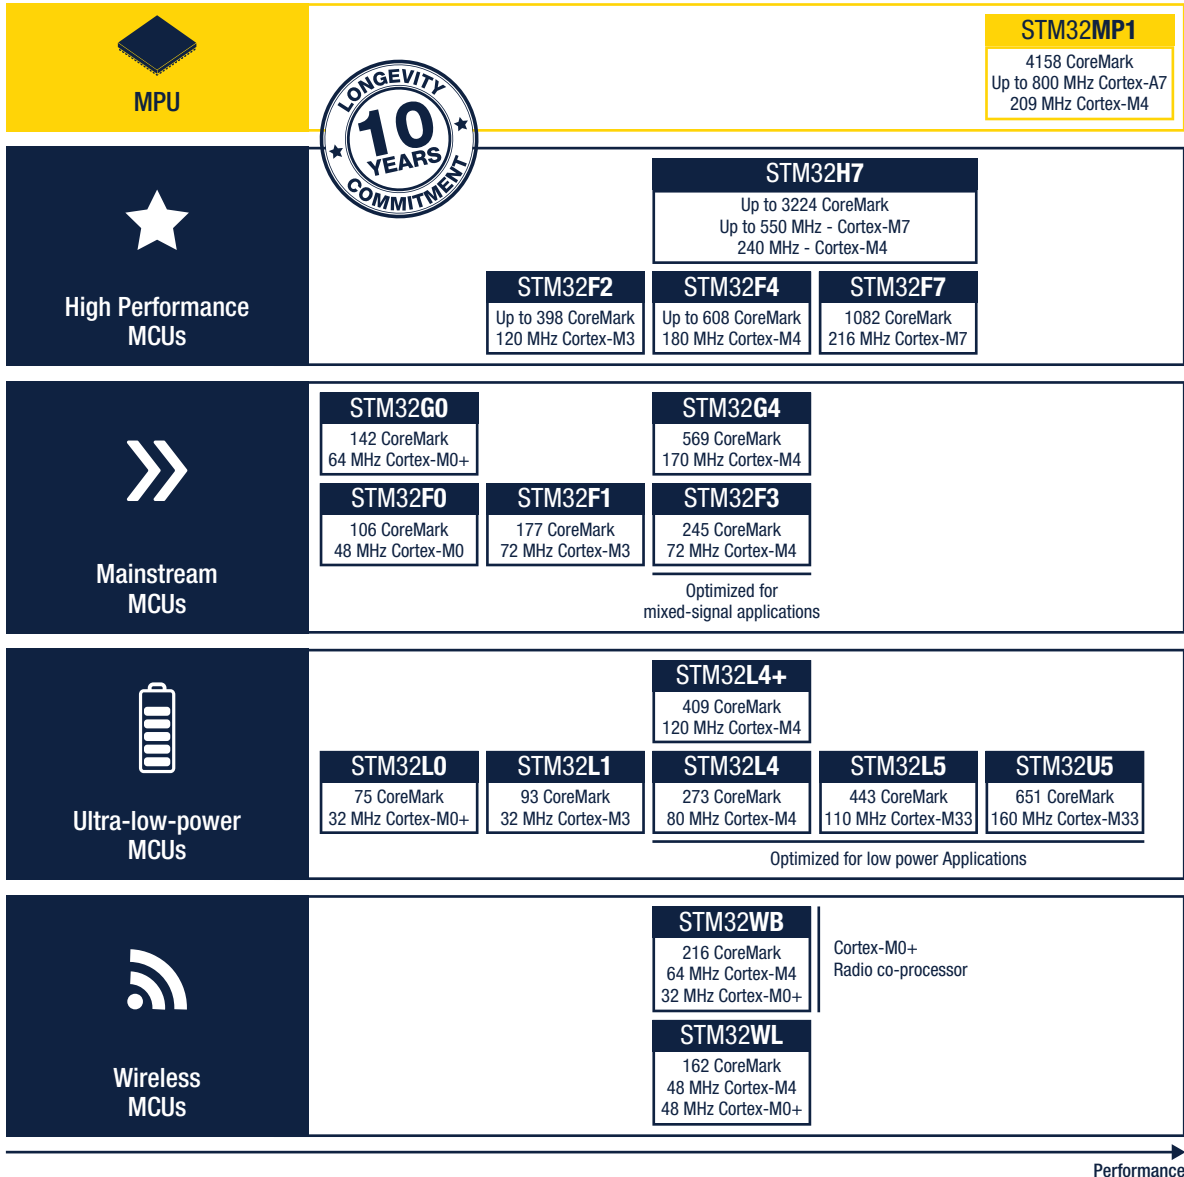 MPU
STM32MP1
4158 CoreMark
Up to 800 MHz Cortex-A7
209 MHz Cortex-M4
LONGEVITY
10
YEARS
COMMITMENT
High Performance
MCUs
STM32H7
Up to 3224 CoreMark
Up to 550 MHz - Cortex-M7
240 MHz - Cortex-M4
STM32F2
Up to 398 CoreMark
120 MHz Cortex-M3
STM32F4
Up to 608 CoreMark
180 MHz Cortex-M4
STM32F7
1082 CoreMark
216 MHz Cortex-M7
Mainstream
MCUs
STM32G0
142 CoreMark
64 MHz Cortex-M0+
STM32G4
569 CoreMark
170 MHz Cortex-M4
STM32F0
106 CoreMark
48 MHz Cortex-M0
STM32F1
177 CoreMark
72 MHz Cortex-M3
STM32F3
245 CoreMark
72 MHz Cortex-M4
Optimized for
mixed-signal applications
Ultra-low-power
MCUs
STM32L4+
409 CoreMark
120 MHz Cortex-M4
STM32L0
75 CoreMark
32 MHz Cortex-M0+
STM32L1
93 CoreMark
32 MHz Cortex-M3
STM32L4
273 CoreMark
80 MHz Cortex-M4
STM32L5
443 CoreMark
110 MHz Cortex-M33
STM32U5
651 CoreMark
160 MHz Cortex-M33
Optimized for low power Applications
Wireless
MCUs
STM32WB
216 CoreMark
64 MHz Cortex-M4
32 MHz Cortex-M0+
Cortex-M0+
Radio co-processor
STM32WL
162 CoreMark
48 MHz Cortex-M4
48 MHz Cortex-M0+
Performance